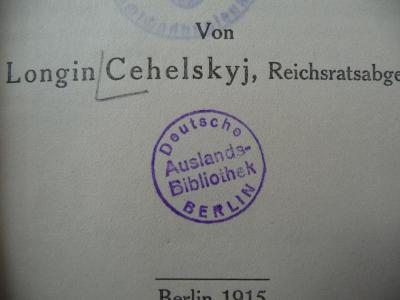 Von
Longin Cehelskyj, Reichsratsabge
Deutsche
Auslands-
Bibliothek
BERLIN
Berlin 1915